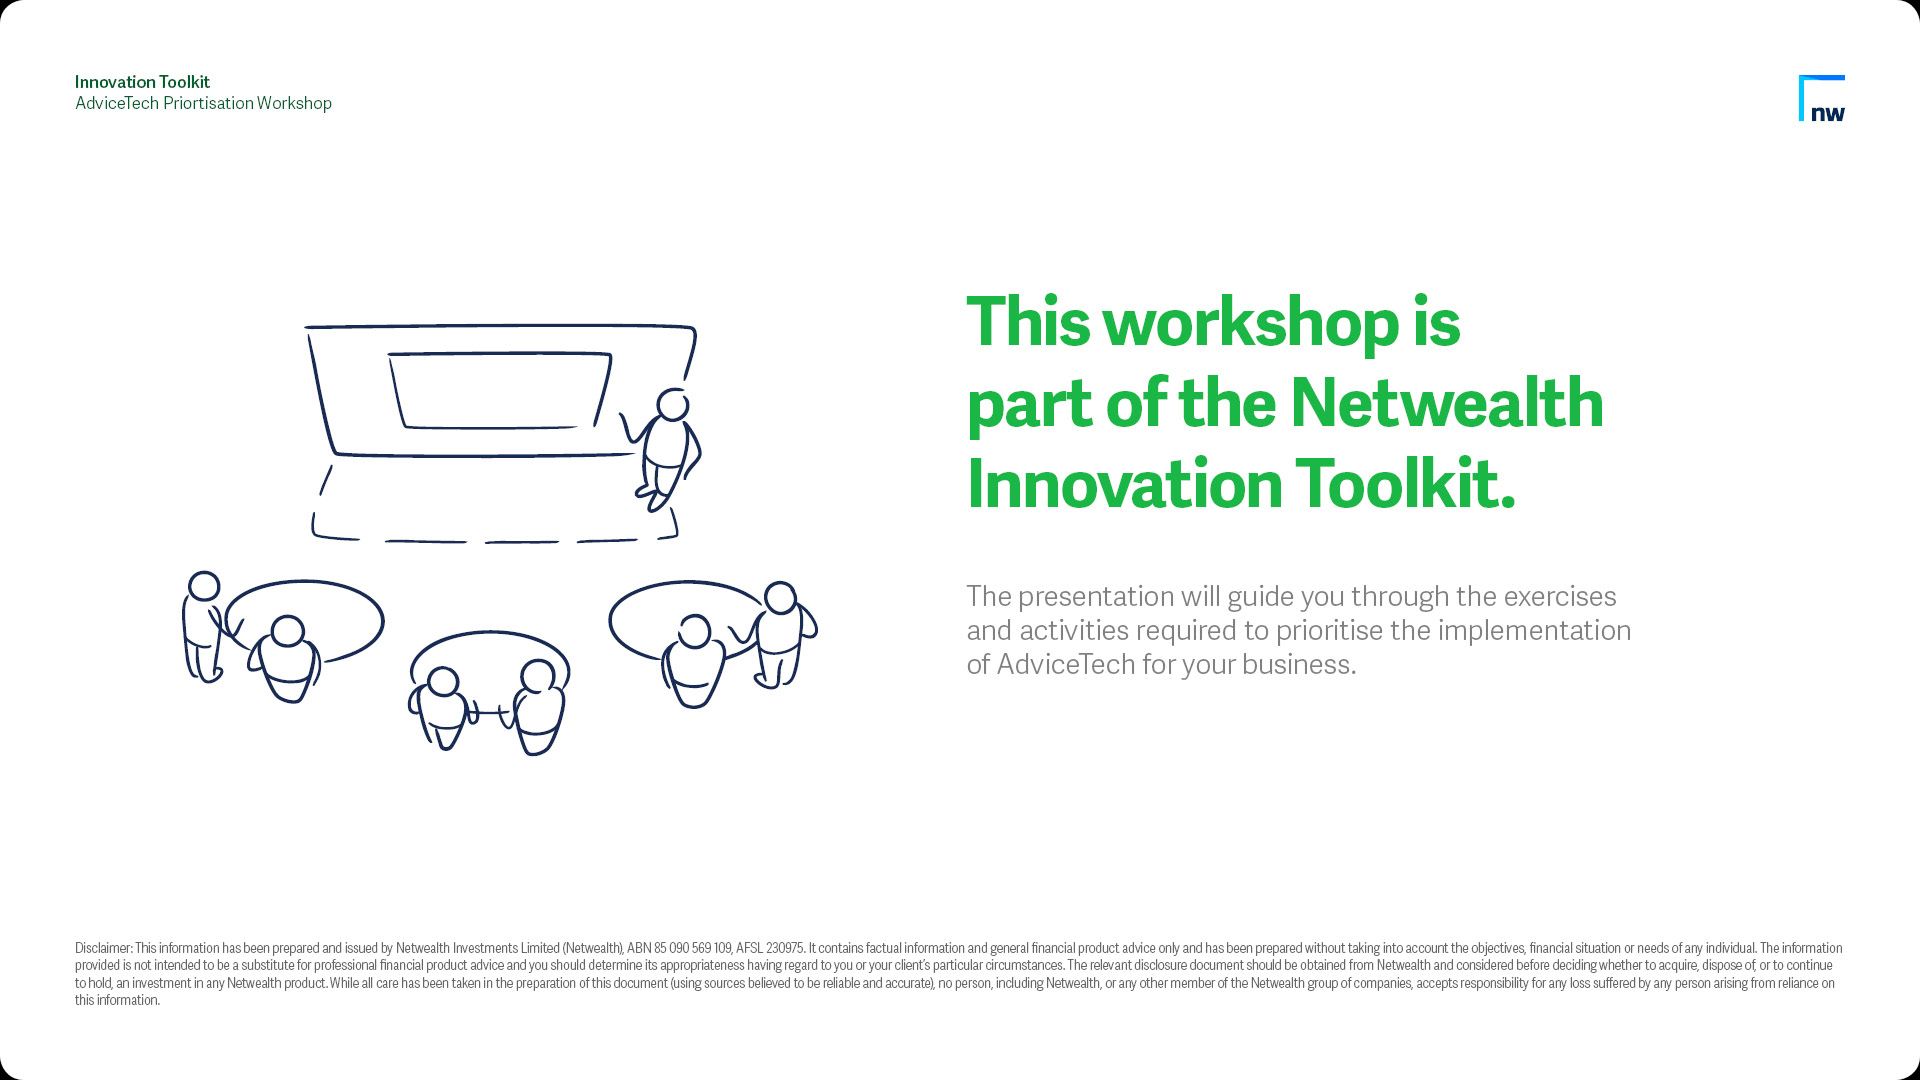 Innovation Toolkit
AdviceTech Priortisation Workshop
nw
This workshop is
part of the Netwealth
Innovation Toolkit.
The presentation will guide you through the exercises
and activities required to prioritise the implementation
of AdviceTech for your business.
Disclaimer: This information has been prepared and issued by Netwealth Investments Limited (Netwealth), ABN 85 090 569 109, AFSL 230975. It contains factual information and general financial product advice only and has been prepared without taking into account the objectives, financial situation or needs of any individual. The information
provided is not intended to be a substitute for professional financial product advice and you should determine its appropriateness having regard to you or your client's particular circumstances. The relevant disclosure document should be obtained from Netwealth and considered before deciding whether to acquire, dispose of, or to continue
to hold, an investment in any Netwealth product. While all care has been taken in the preparation of this document (using sources believed to be reliable and accurate), no person, including Netwealth, or any other member of the Netwealth group of companies, accepts responsibility for any loss suffered by any person arising from reliance on
this information.